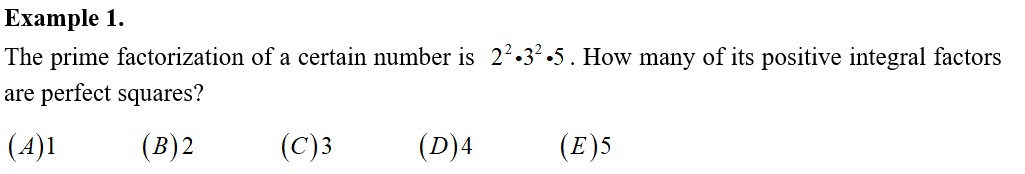 Example 1.
The prime factorization of a certain number is 2²•3²•5. How many of its positive integral factors
are perfect squares?
(A)1 (B)2 (C)3 (D)4 (E)5